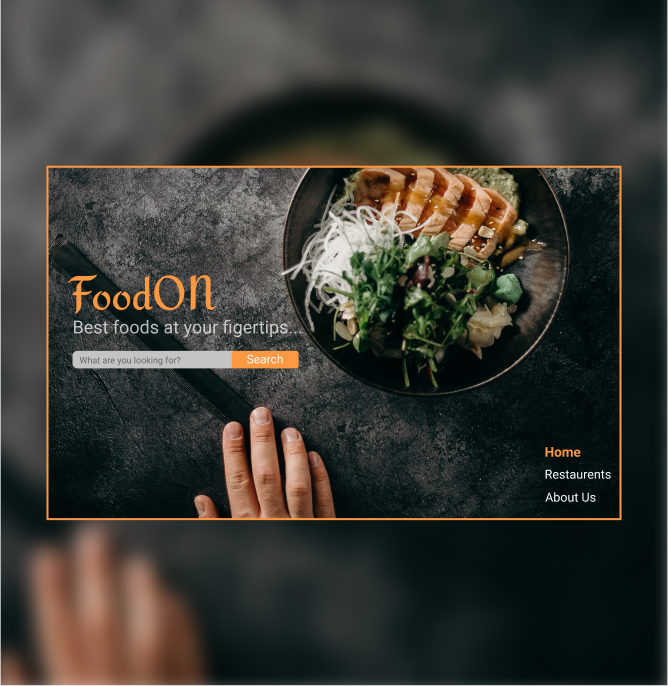 FoodON
Best foods at your figertips...
What are you looking for?
Search
Home
Restaurents
About Us